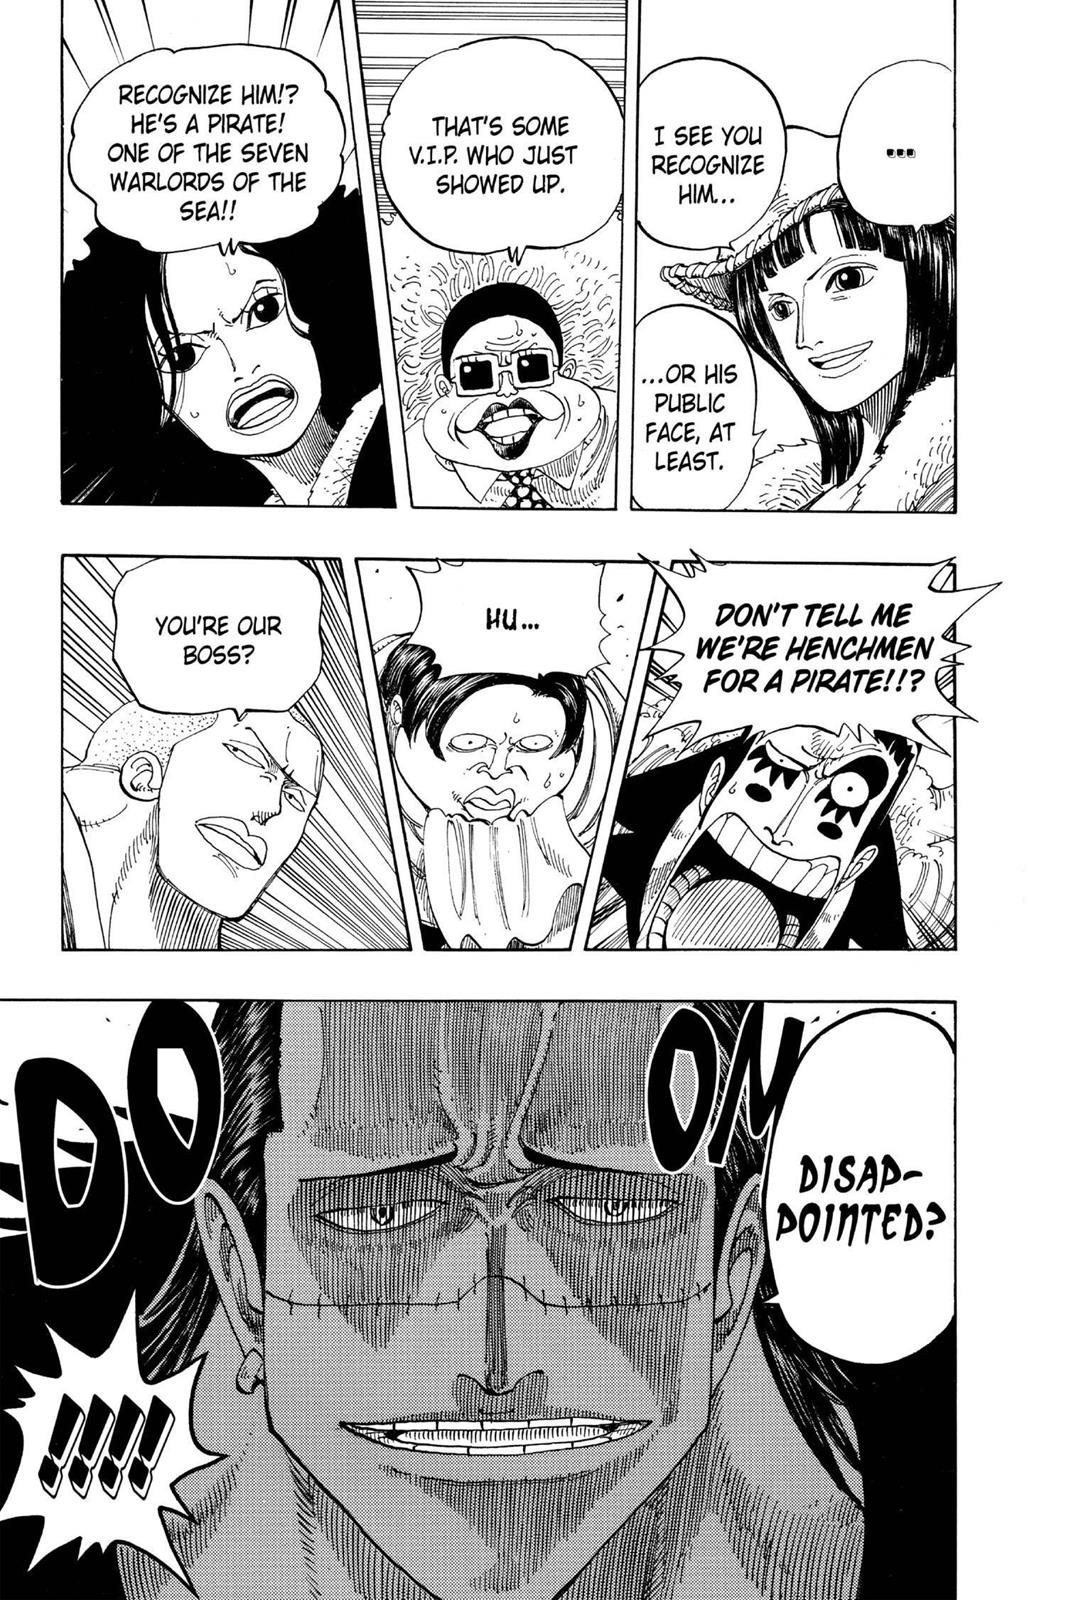 ...
I SEE YOU
RECOGNIZE
HIM...
...OR HIS
PUBLIC
FACE, AT
LEAST.
THAT'S SOME
V.I.P. WHO JUST
SHOWED UP.
RECOGNIZE HIM!?
HE'S A PIRATE!
ONE OF THE SEVEN
WARLORDS OF THE
SEA!!
DON'T TELL ME
WE'RE HENCHMEN
FOR A PIRATE!!?
HU...
YOU'RE OUR
BOSS?
DISAP-
POINTED?
DOOM
!!!!